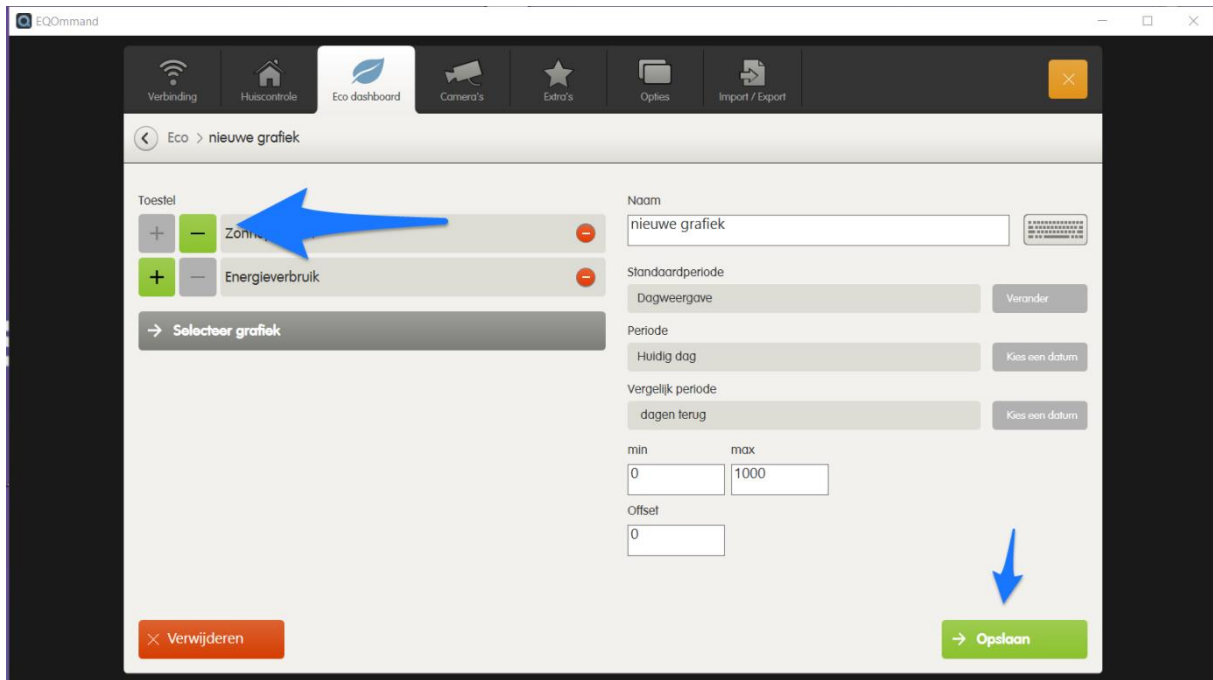 EQOmmand
Verbinding
Huiscontrole
Eco dashboard
Camera's
Extra's
Opties
Import / Export
Eco > nieuwe grafiek
Toestel
Energieverbruik
Selecteer grafiek
Verwijderen
Naam
nieuwe grafiek
Standaardperiode
Dagweergave
Verander
Periode
Huidig dag
Kies een datum
Vergelijk periode
dagen terug
Kies een datum
min max
0 1000
Offset
0
Opslaan